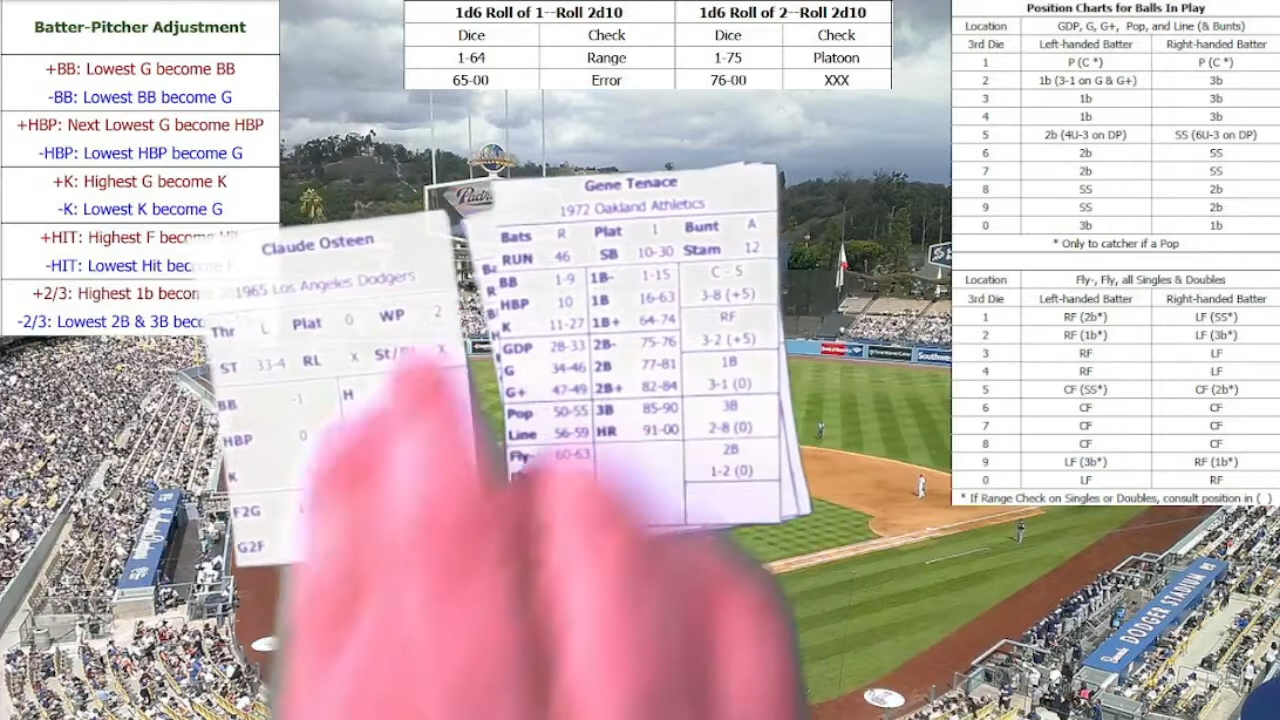 Batter-Pitcher Adjustment
+BB: Lowest G become BB
-BB: Lowest BB become G
+HBP: Next Lowest G become HBP
-HBP: Lowest HBP become G
+K: Highest G become K
-K: Lowest K become G
+HIT: Highest F become
-HIT: Lowest Hit
+2/3: Highest 1b
-2/3: Lowest 2B & 3B
1d6 Roll of 1--Roll 2d10 1d6 Roll of 2--Roll 2d10
Dice Check Dice Check
1-64 Range 1-75 Platoon
65-00 Error 76-00 XXX
Position Charts for Balls In Play
Location GDP, G, G+, Pop, and Line (& Bunts)
3rd Die Left-handed Batter Right-handed Batter
1 P (C *) P (C *)
2 1b (3-1 on G & G+) 3b
3 1b 3b
4 1b 3b
5 2b (4U-3 on DP) SS (6U-3 on DP)
6 2b SS
7 2b SS
8 SS 2b
9 SS 2b
0 3b 1b
* Only to catcher if a Pop
Location Fly-, Fly, all Singles & Doubles
3rd Die Left-handed Batter Right-handed Batter
1 RF (2b*) LF (SS*)
2 RF (1b*) LF (3b*)
3 RF LF
4 RF LF
5 CF (SS*) CF (2b*)
6 CF CF
7 CF CF
8 CF CF
9 LF (3b*) RF (1b*)
0 LF RF
* If Range Check on Singles or Doubles, consult position in ( )
Claude Osteen
1965 Los Angeles Dodgers
Thr L Plat 0 WP 2
ST 33-4 RL X
BB -1 H
HBP 0
K
F2G
G2F
Gene Tenace
1972 Oakland Athletics
Bats R Plat 1 Bunt A
RUN 46 SB 10-30 Stam 12
BB 1-9 1B- 1-15 C - 5
HBP 10 1B 16-63 3-8 (+5)
K 11-27 1B+ 64-74 RF
GDP 28-33 2B- 75-76 3-2 (+5)
G 34-46 2B 77-81 1B
G+ 47-49 2B+ 82-84 3-1 (0)
Pop 50-55 3B 85-90 3B
Line 56-59 HR 91-00 2-8 (0)
Fly- 60-63 2B
1-2 (0)
Padres
Southwest
DODGER STADIUM